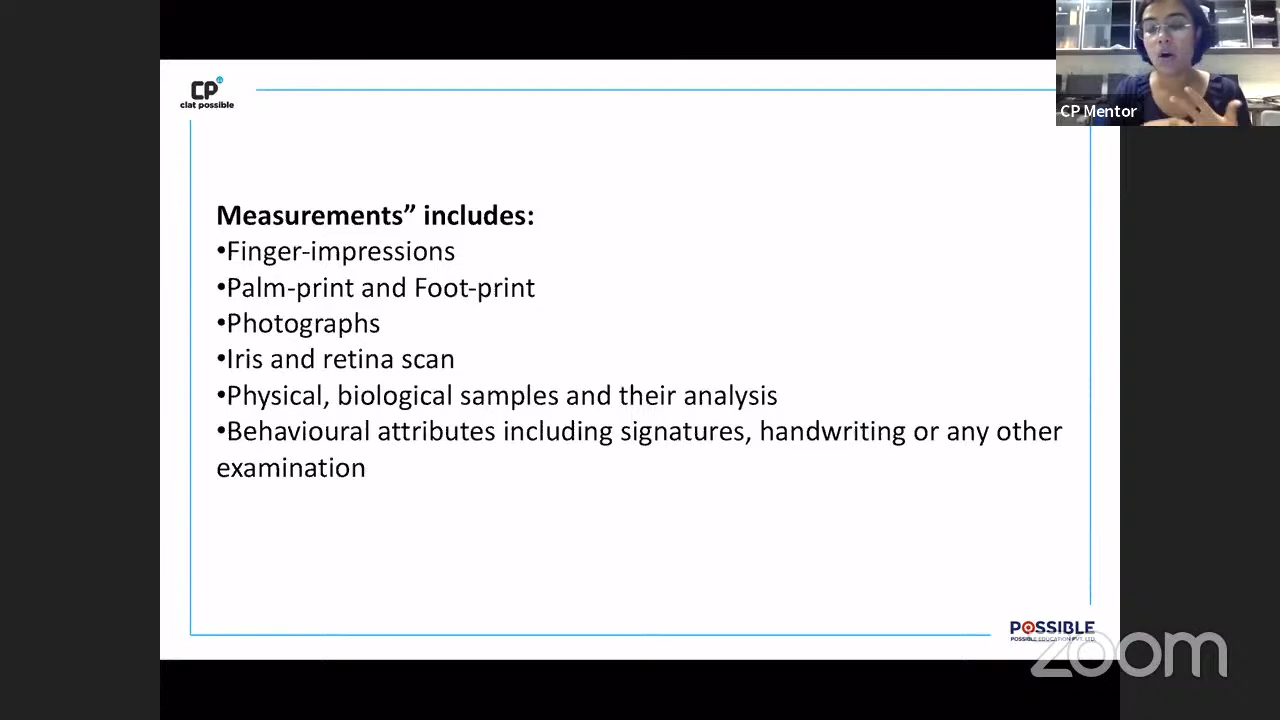 CP
clat possible
CP Mentor
Measurements” includes:
•Finger-impressions
•Palm-print and Foot-print
•Photographs
•Iris and retina scan
•Physical, biological samples and their analysis
•Behavioural attributes including signatures, handwriting or any other
examination
POSSIBLE
POSSIBLE EDUCATION PVT. LTD.
zoom